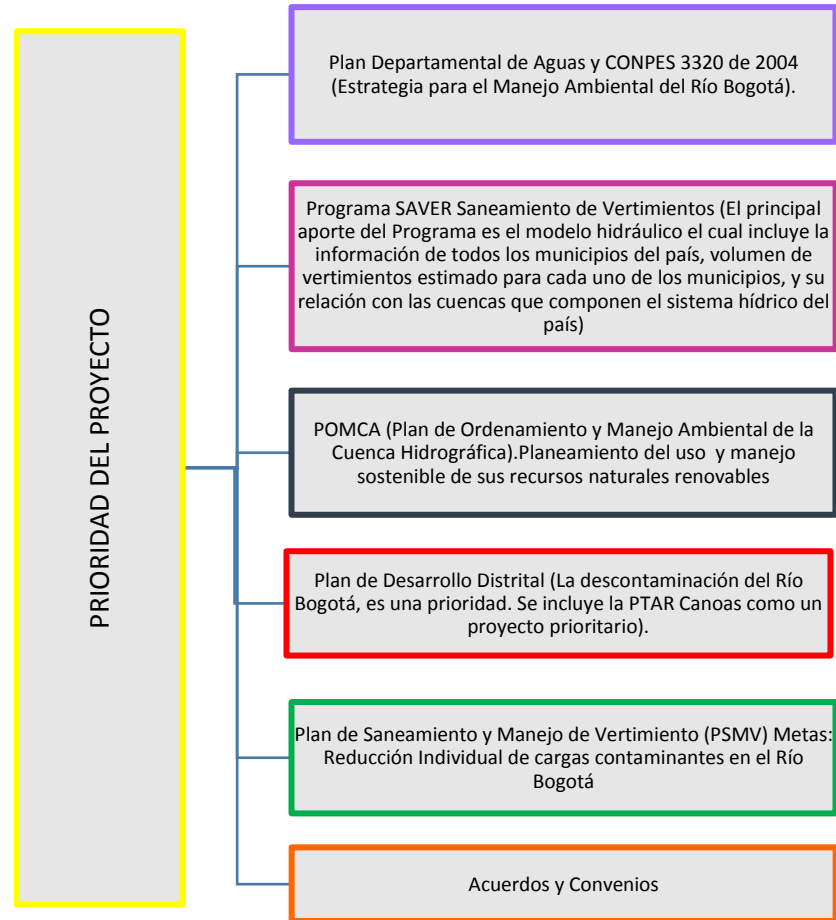 PRIORIDAD DEL PROYECTO
Plan Departamental de Aguas y CONPES 3320 de 2004
(Estrategia para el Manejo Ambiental del Río Bogotá).
Programa SAVER Saneamiento de Vertimientos (El principal
aporte del Programa es el modelo hidráulico el cual incluye la
información de todos los municipios del país, volumen de
vertimientos estimado para cada uno de los municipios, y su
relación con las cuencas que componen el sistema hídrico del
país)
POMCA (Plan de Ordenamiento y Manejo Ambiental de la
Cuenca Hidrográfica).Planeamiento del uso y manejo
sostenible de sus recursos naturales renovables
Plan de Desarrollo Distrital (La descontaminación del Río
Bogotá, es una prioridad. Se incluye la PTAR Canoas como un
proyecto prioritario).
Plan de Saneamiento y Manejo de Vertimiento (PSMV) Metas:
Reducción Individual de cargas contaminantes en el Río
Bogotá
Acuerdos y Convenios